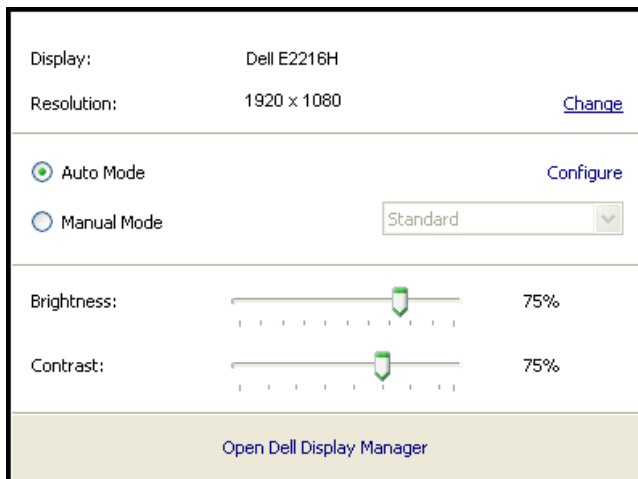 Display: Dell E2216H
Resolution: 1920 x 1080 Change
Auto Mode Configure
Manual Mode Standard
Brightness: 75%
Contrast: 75%
Open Dell Display Manager